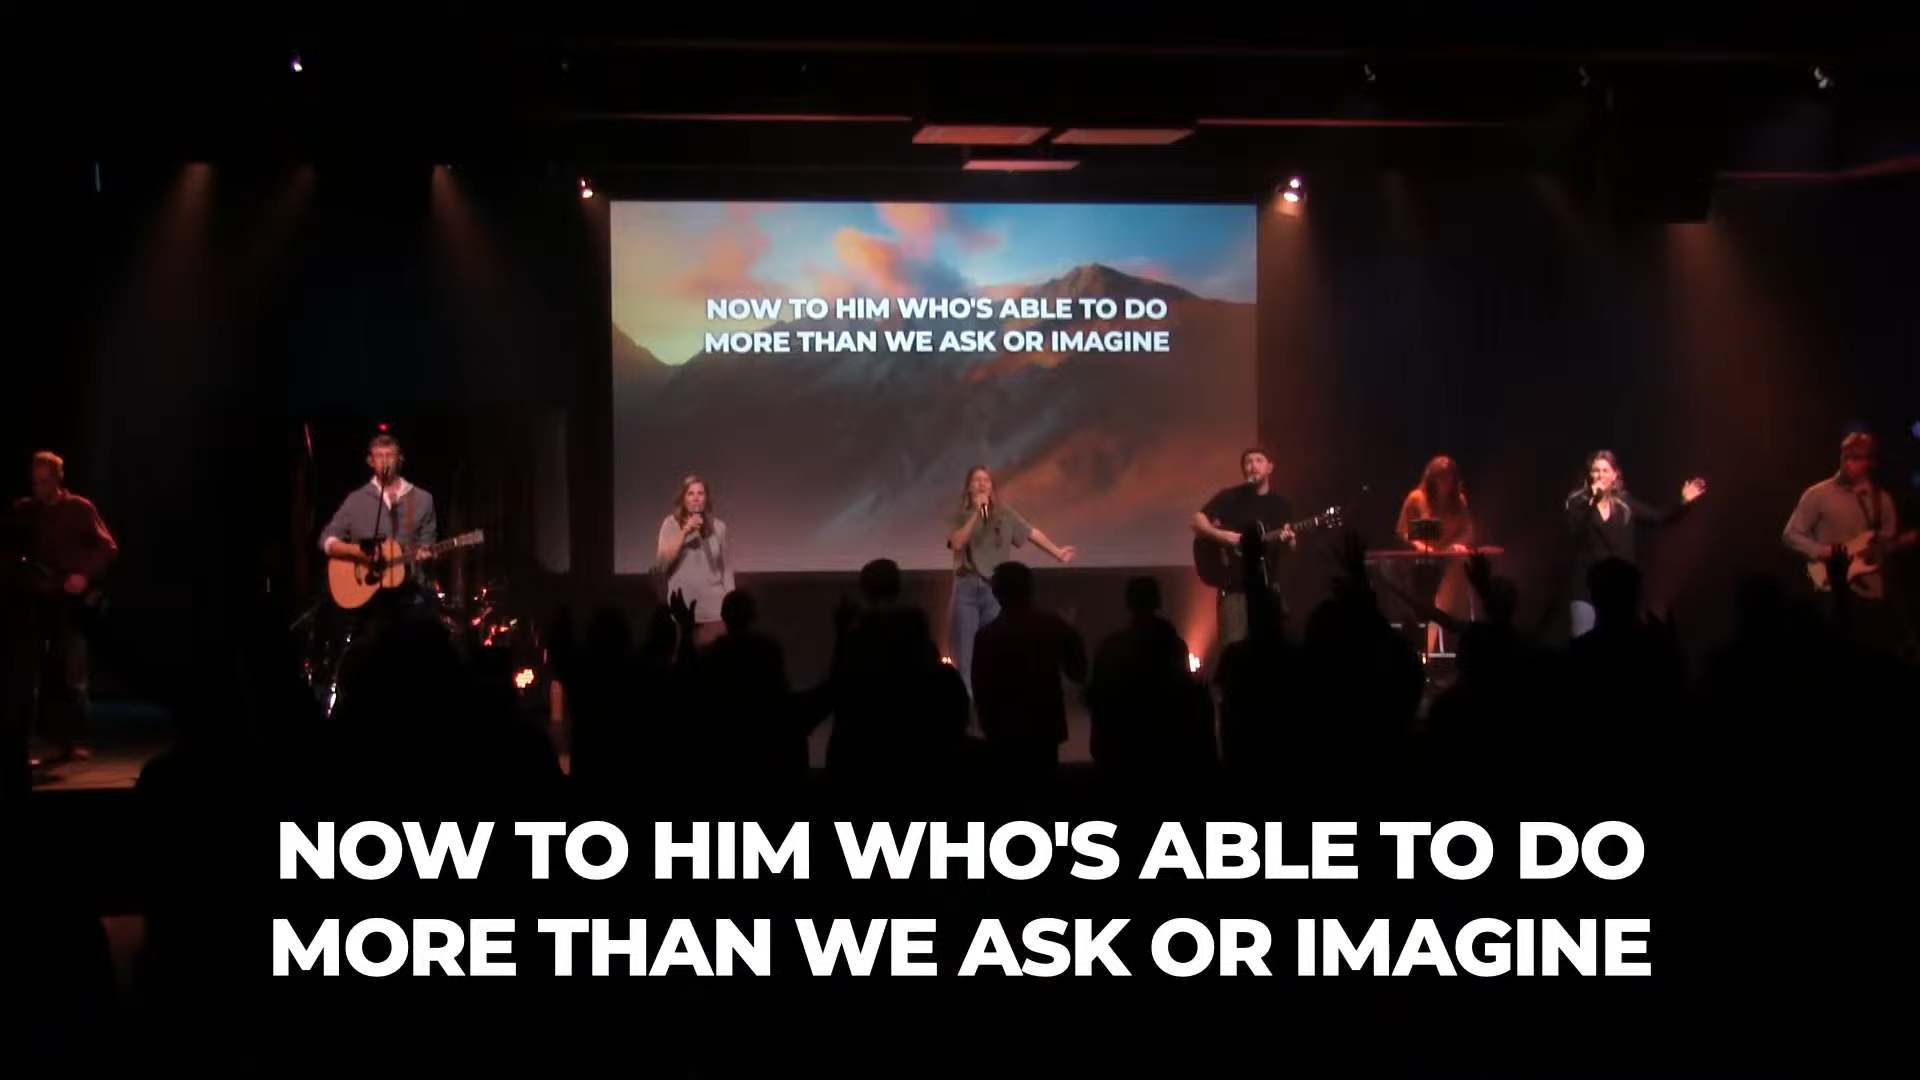 NOW TO HIM WHO'S ABLE TO DO
MORE THAN WE ASK OR IMAGINE
NOW TO HIM WHO'S ABLE TO DO
MORE THAN WE ASK OR IMAGINE